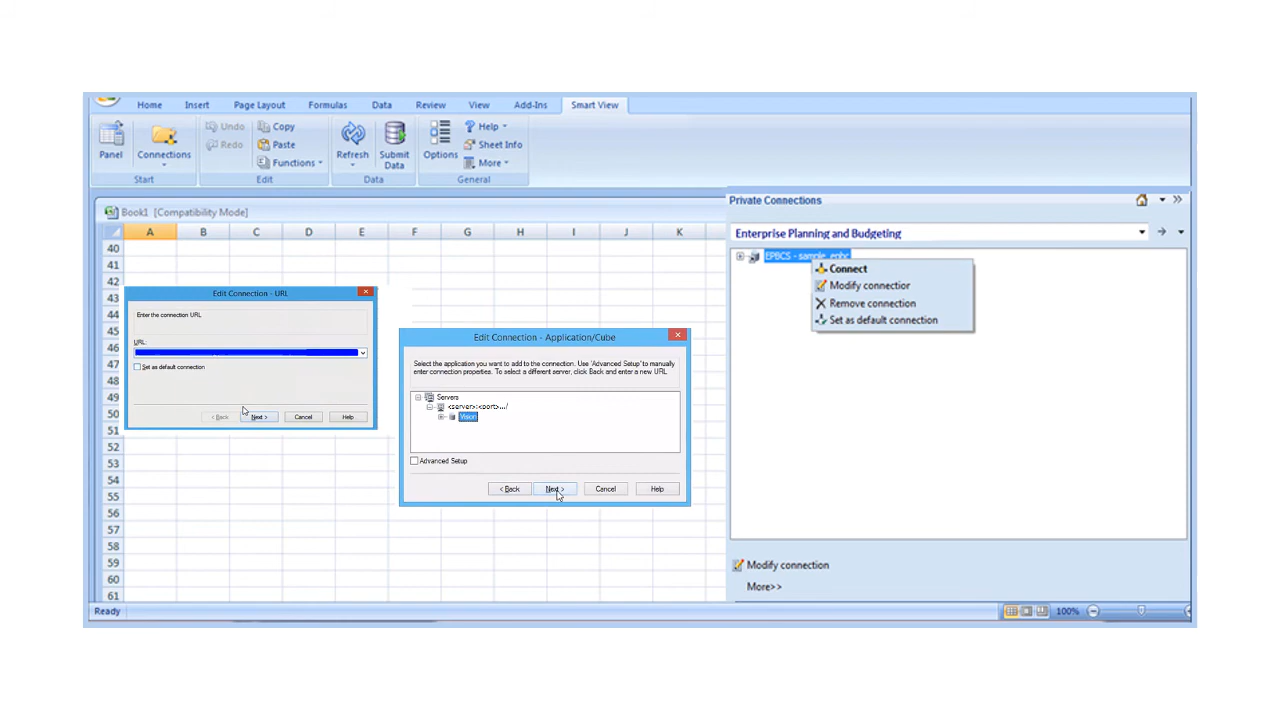 Home Insert Page Layout Formulas Data Review View Add-Ins Smart View
Panel
Connections
Start
Undo
Redo
Copy
Paste
Functions
Edit
Refresh
Submit
Data
Data
Options
Help
Sheet Info
More
General
Book1 [Compatibility Mode]
A B C D E F G H I J K
40
41
42
43
44
45
46
47
48
49
50
51
52
53
54
55
56
57
58
59
60
61
Edit Connection - URL
Enter the connection URL
URL:
Set as default connection
< Back Next > Cancel Help
Edit Connection - Application/Cube
Select the application you want to add to the connection. Use 'Advanced Setup' to manually
enter connection properties. To select a different server, click Back and enter a new URL
Servers
<server>:<port>.../
Vision
Advanced Setup
< Back Next > Cancel Help
Private Connections
Enterprise Planning and Budgeting
EPBCS - sample_epbc
Connect
Modify connection
Remove connection
Set as default connection
Modify connection
More>>
Ready
100%